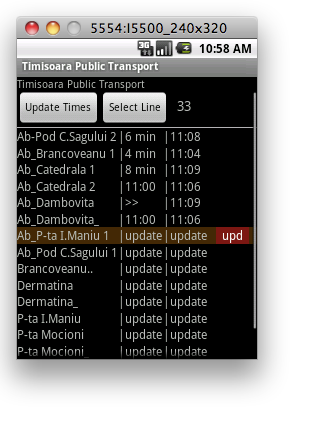 5554:I5500_240x320
3G 10:58 AM
Timisoara Public Transport
Timisoara Public Transport
Update Times Select Line 33
Ab-Pod C.Sagului 2|6 min |11:08
Ab_Brancoveanu 1|4 min |11:04
Ab_Catedrala 1 |8 min |11:09
Ab_Catedrala 2 |11:00 |11:06
Ab_Dambovita |>> |11:09
Ab_Dambovita_ |11:00 |11:06
Ab_P-ta I.Maniu 1 |update|update upd
Ab_Pod C.Sagului 1|update|update
Brancoveanu.. |update|update
Dermatina |update|update
Dermatina_ |update|update
P-ta I.Maniu |update|update
P-ta Mocioni |update|update
P-ta Mocioni_ |update|update